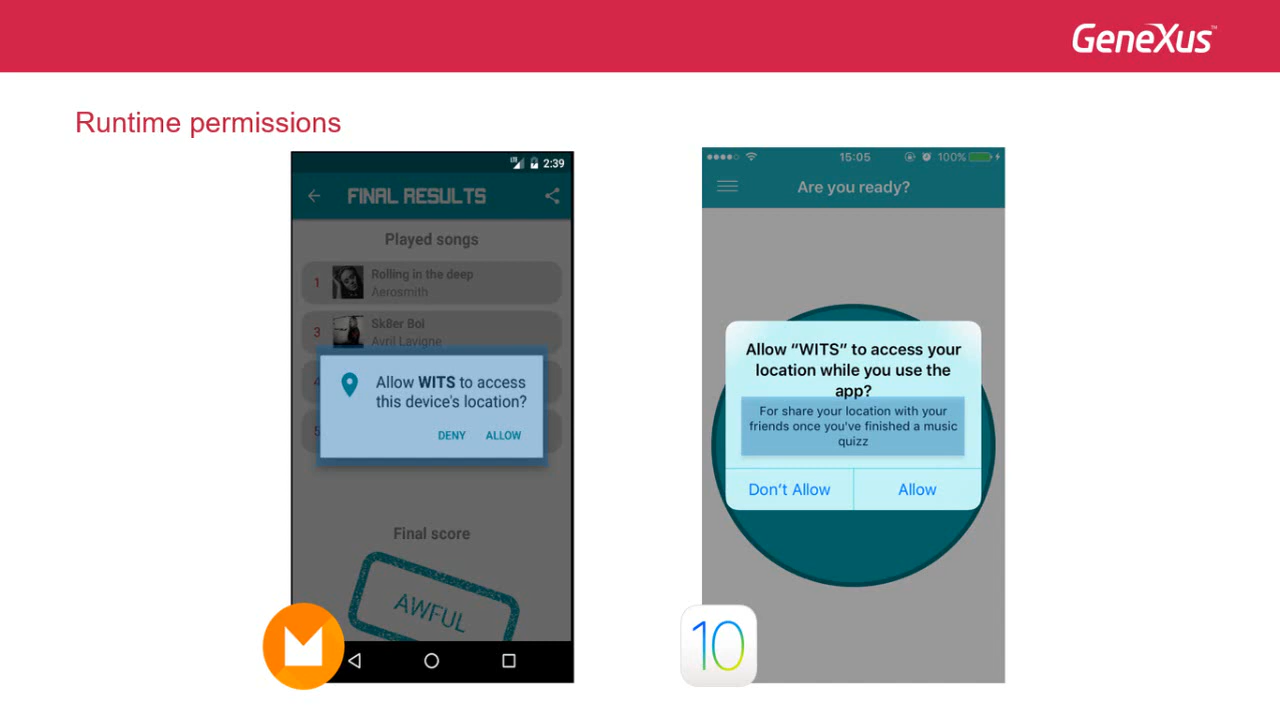 GeneXus™
Runtime permissions
2:39
FINAL RESULTS
Played songs
1
Rolling in the deep
Aerosmith
3
Sk8er Boi
Avril Lavigne
4
5
Allow WITS to access
this device's location?
DENY ALLOW
Final score
AWFUL
15:05
100%
Are you ready?
Allow “WITS” to access your
location while you use the
app?
For share your location with your
friends once you've finished a music
quizz
Don't Allow
Allow
10